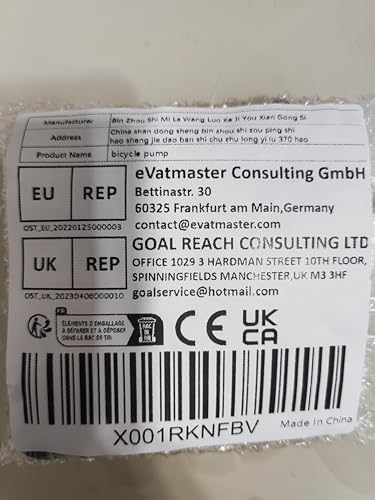 Manufacturer Bin Zhou Shi Mi La Wang Luo Ke Ji You Xian Gong Si
Address China shan dong sheng bin zhou shi zou ping shi
hao sheng jie dao ban shi chu zhu long yi lu 370 hao
Product Name bicycle pump
EU REP
OST_EU_20220125000003
eVatmaster Consulting GmbH
Bettinastr. 30
60325 Frankfurt am Main,Germany
contact@evatmaster.com
UK REP
OST_UK_20230406000010
GOAL REACH CONSULTING LTD
OFFICE 1029 3 HARDMAN STREET 10TH FLOOR,
SPINNINGFIELDS MANCHESTER,UK M3 3HF
goalservice@hotmail.com
FR
ÉLÉMENTS D'EMBALLAGE
À SÉPARER ET À DÉPOSER
DANS LE BAC DE TRI
BAC
DE
TRI
CE
UK
CA
X001RKNFBV
Made In China